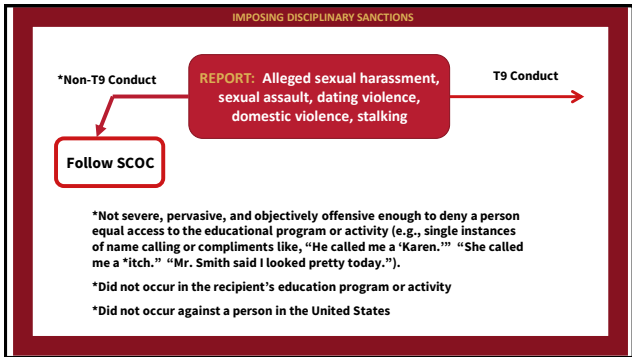 IMPOSING DISCIPLINARY SANCTIONS
*Non-T9 Conduct
REPORT: Alleged sexual harassment,
sexual assault, dating violence,
domestic violence, stalking
T9 Conduct
Follow SCOC
*Not severe, pervasive, and objectively offensive enough to deny a person
equal access to the educational program or activity (e.g., single instances
of name calling or compliments like, “He called me a ‘Karen.’” “She called
me a *itch.” “Mr. Smith said I looked pretty today.”).
*Did not occur in the recipient’s education program or activity
*Did not occur against a person in the United States